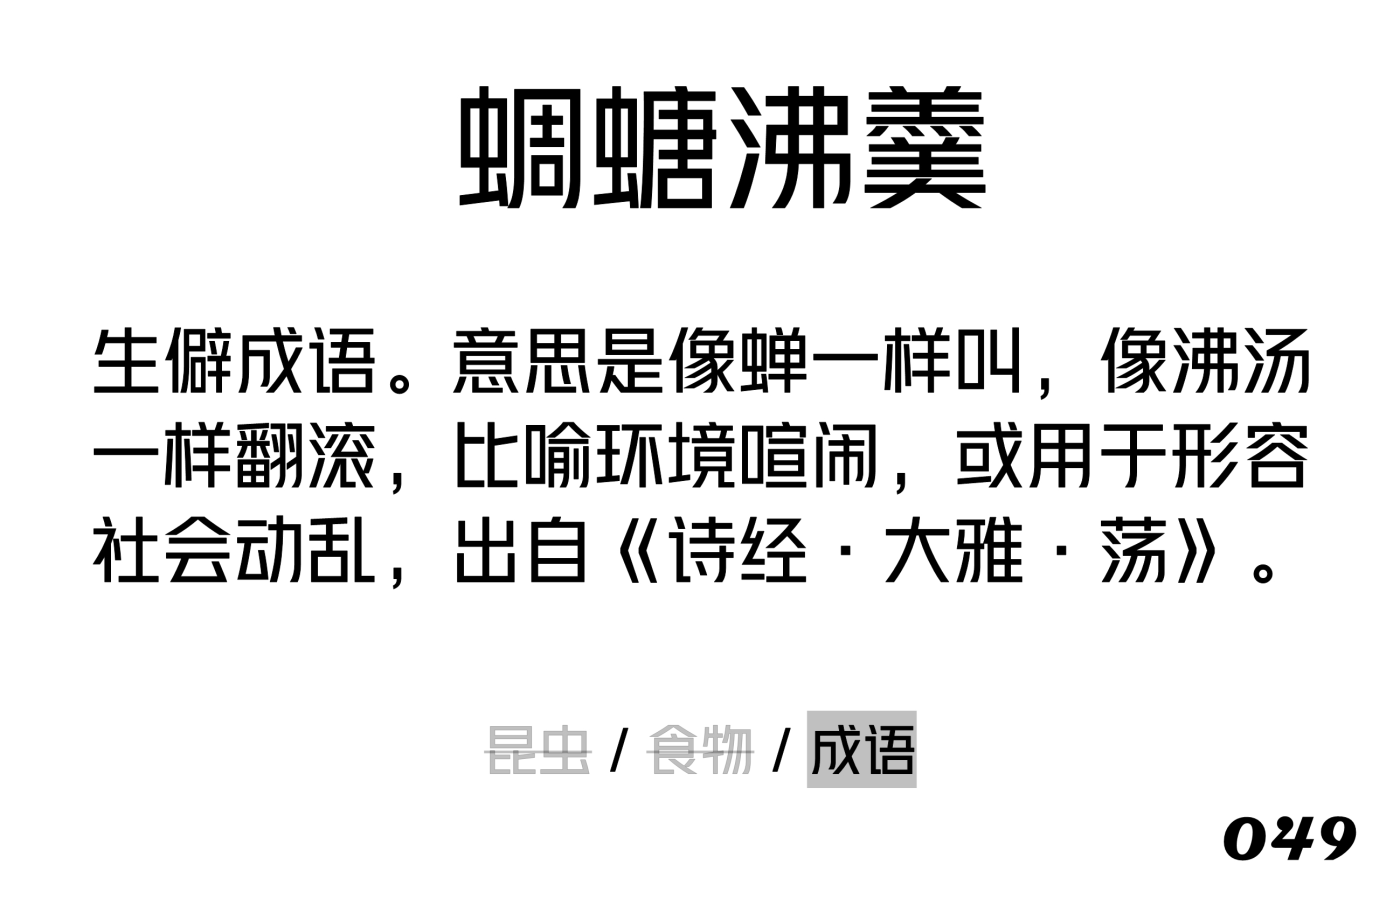 蜩螗沸羹
生僻成语。意思是像蝉一样叫，像沸汤
一样翻滚，比喻环境喧闹，或用于形容
社会动乱，出自《诗经·大雅·荡》。
昆虫 / 食物 / 成语
049